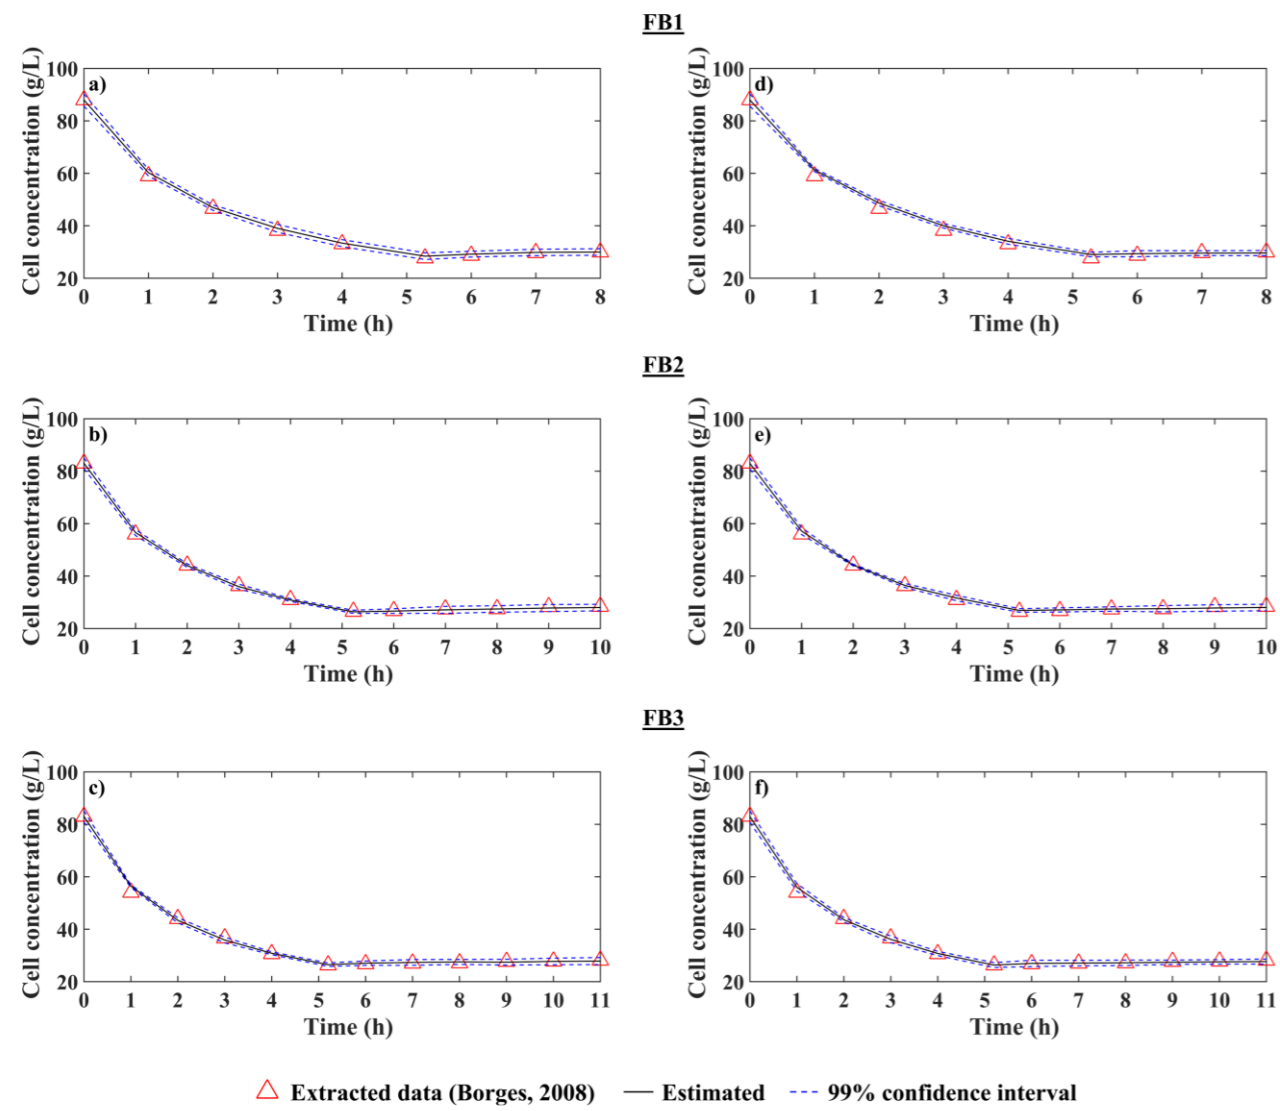 FB1
a)
Cell concentration (g/L)
100
80
60
40
20
0 1 2 3 4 5 6 7 8
Time (h)
d)
Cell concentration (g/L)
100
80
60
40
20
0 1 2 3 4 5 6 7 8
Time (h)
FB2
b)
Cell concentration (g/L)
100
80
60
40
20
0 1 2 3 4 5 6 7 8 9 10
Time (h)
e)
Cell concentration (g/L)
100
80
60
40
20
0 1 2 3 4 5 6 7 8 9 10
Time (h)
FB3
c)
Cell concentration (g/L)
100
80
60
40
20
0 1 2 3 4 5 6 7 8 9 10 11
Time (h)
f)
Cell concentration (g/L)
100
80
60
40
20
0 1 2 3 4 5 6 7 8 9 10 11
Time (h)
Extracted data (Borges, 2008) Estimated 99% confidence interval